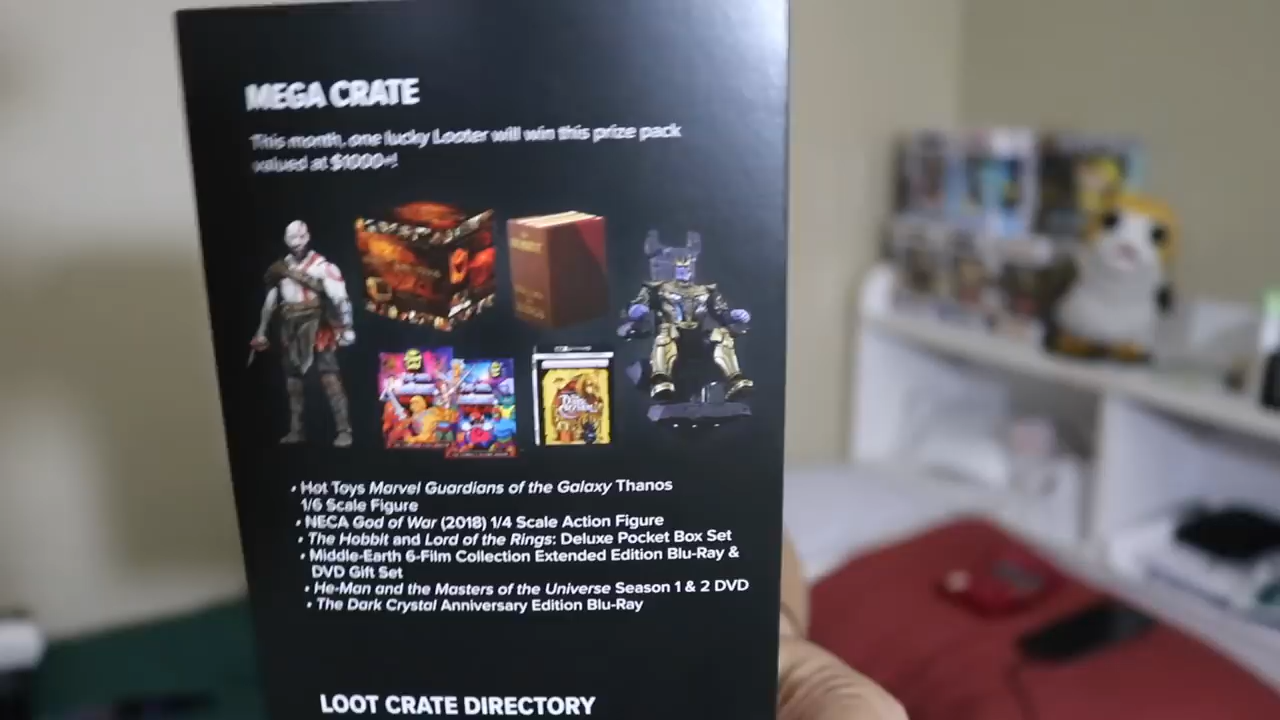 MEGA CRATE
This month, one lucky Looter will win this prize pack
valued at $1000+!
• Hot Toys Marvel Guardians of the Galaxy Thanos
1/6 Scale Figure
• NECA God of War (2018) 1/4 Scale Action Figure
• The Hobbit and Lord of the Rings: Deluxe Pocket Box Set
• Middle-Earth 6-Film Collection Extended Edition Blu-Ray &
DVD Gift Set
• He-Man and the Masters of the Universe Season 1 & 2 DVD
• The Dark Crystal Anniversary Edition Blu-Ray
LOOT CRATE DIRECTORY